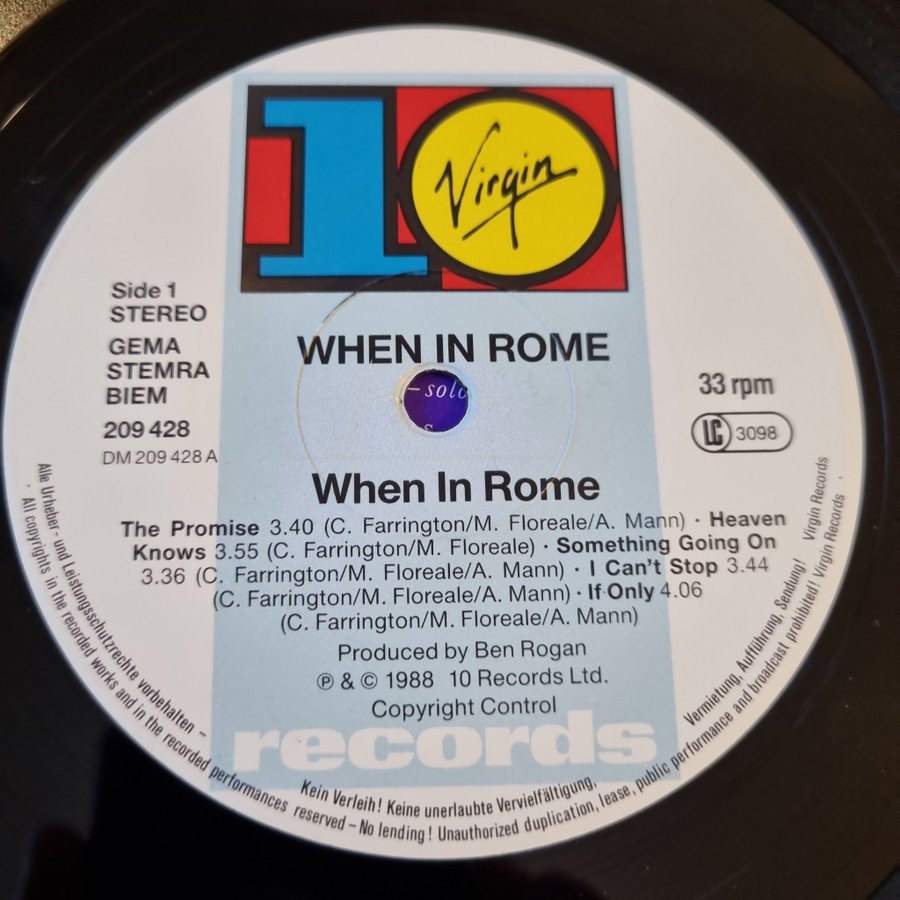 10
Virgin
Side 1
STEREO
GEMA
STEMRA
BIEM
209 428
DM 209 428 A
WHEN IN ROME
– solo
33 rpm
LC 3098
When In Rome
The Promise 3.40 (C. Farrington/M. Floreale/A. Mann) · Heaven
Knows 3.55 (C. Farrington/M. Floreale) · Something Going On
3.36 (C. Farrington/M. Floreale/A. Mann) · I Can't Stop 3.44
(C. Farrington/M. Floreale/A. Mann) · If Only 4.06
(C. Farrington/M. Floreale/A. Mann)
Produced by Ben Rogan
℗ & © 1988 10 Records Ltd.
Copyright Control
records
Alle Urheber- und Leistungsschutzrechte vorbehalten – Kein Verleih! Keine unerlaubte Vervielfältigung, Vermietung, Aufführung, Sendung! Virgin Records
· All copyrights in the recorded works and in the recorded performances reserved – No lending! Unauthorized duplication, lease, public performance and broadcast prohibited! Virgin Records ·